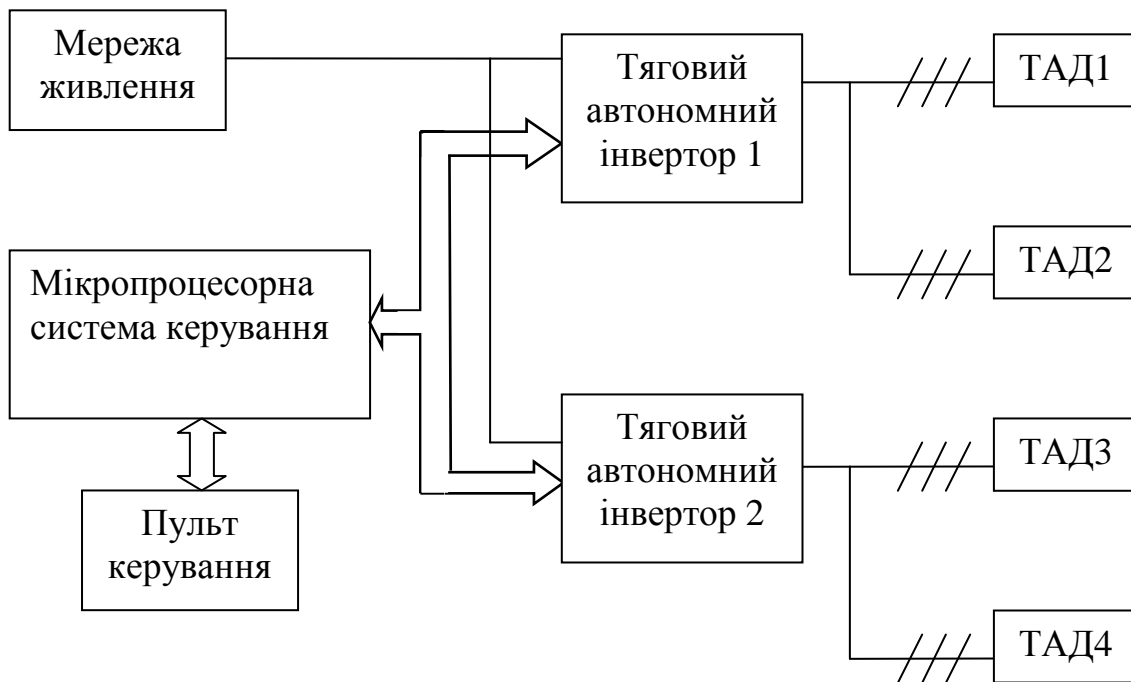 Мережа
живлення
Тяговий
автономний
інвертор 1
ТАД1
ТАД2
Мікропроцесорна
система керування
Тяговий
автономний
інвертор 2
ТАД3
Пульт
керування
ТАД4